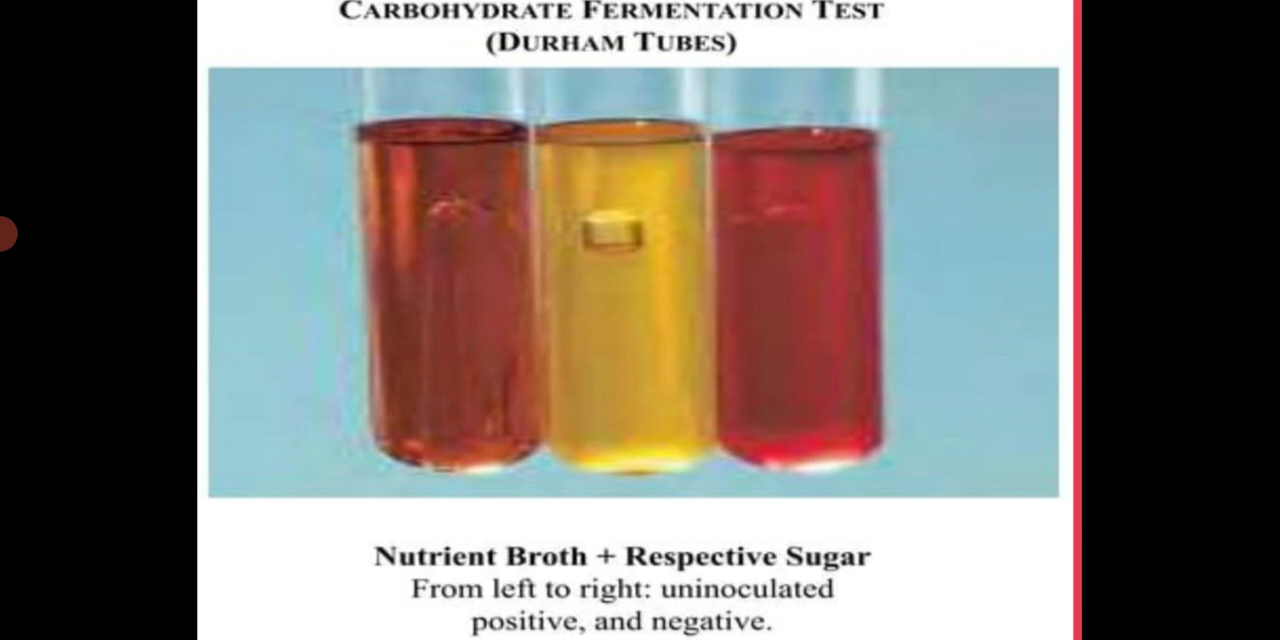 CARBOHYDRATE FERMENTATION TEST
(DURHAM TUBES)
Nutrient Broth + Respective Sugar
From left to right: uninoculated
positive, and negative.